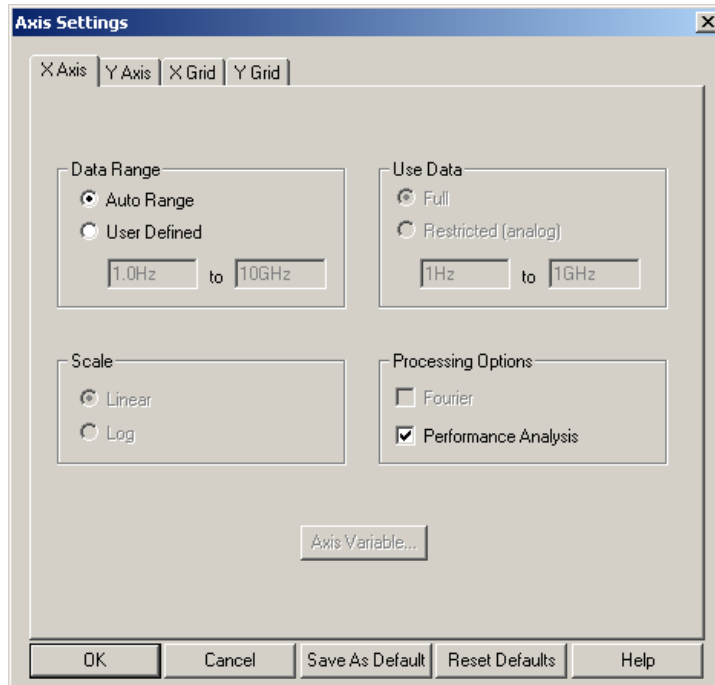 Axis Settings
X Axis Y Axis X Grid Y Grid
Data Range
Auto Range
User Defined
1.0Hz to 10GHz
Use Data
Full
Restricted (analog)
1Hz to 1GHz
Scale
Linear
Log
Processing Options
Fourier
Performance Analysis
Axis Variable...
OK Cancel Save As Default Reset Defaults Help